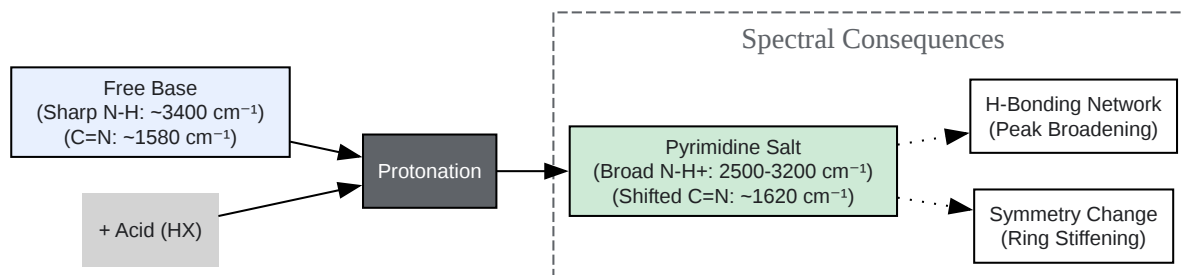 Spectral Consequences
Free Base
(Sharp N-H: ~3400 cm⁻¹)
(C=N: ~1580 cm⁻¹)
+ Acid (HX)
Protonation
Pyrimidine Salt
(Broad N-H+: 2500-3200 cm⁻¹)
(Shifted C=N: ~1620 cm⁻¹)
H-Bonding Network
(Peak Broadening)
Symmetry Change
(Ring Stiffening)